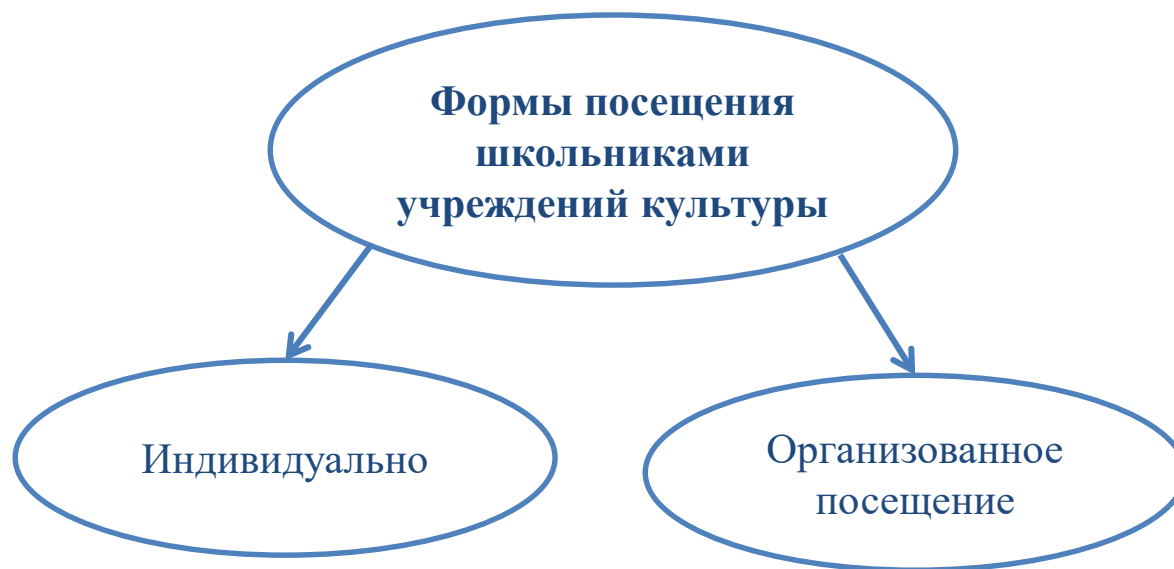 Формы посещения
школьниками
учреждений культуры
Индивидуально
Организованное
посещение